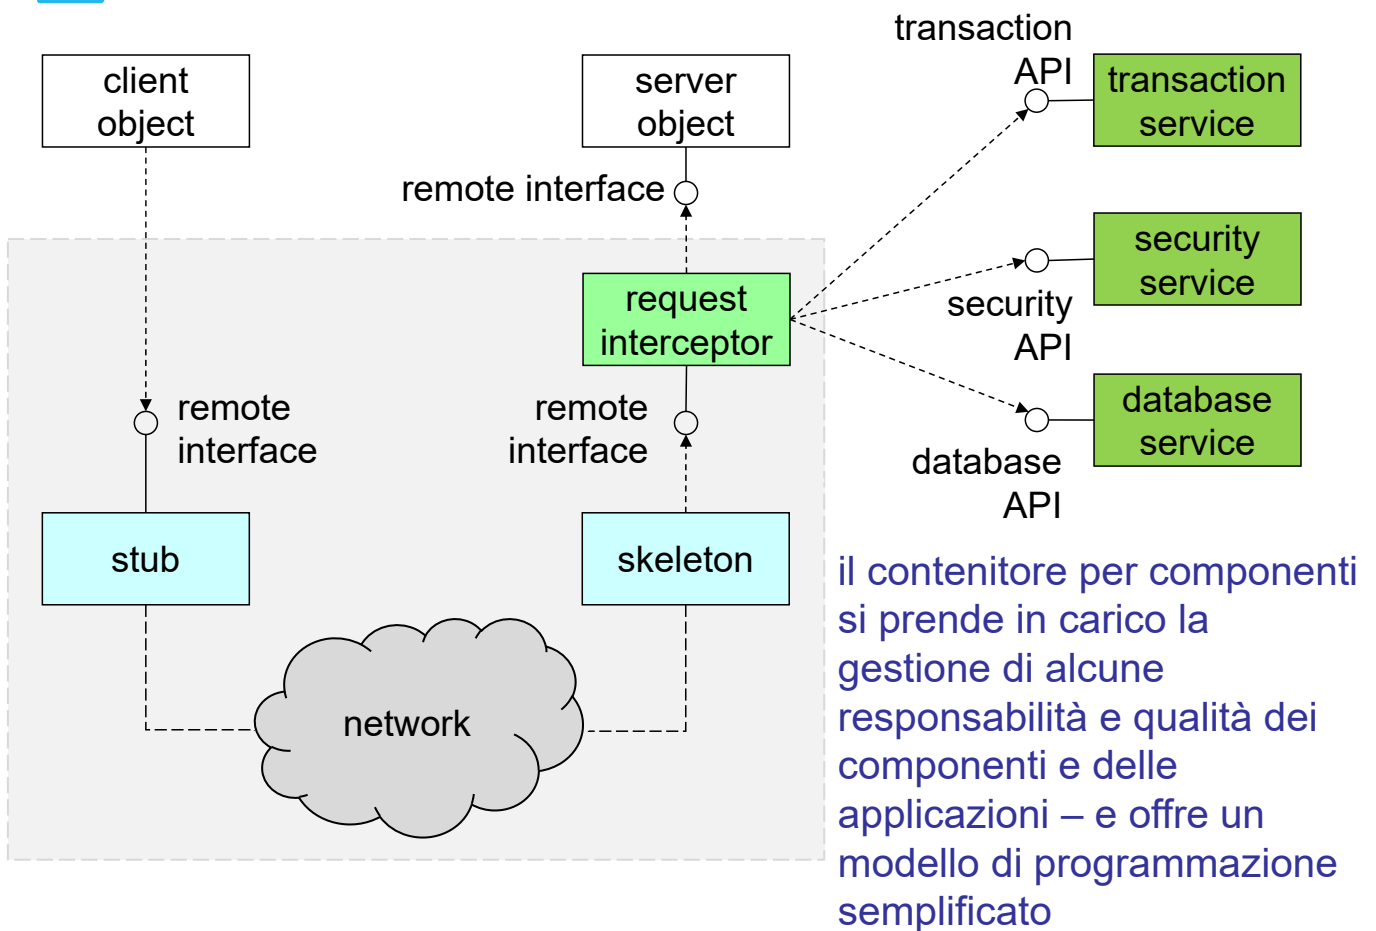 client
object
server
object
transaction
API
transaction
service
remote interface
security
service
security
API
request
interceptor
remote
interface
remote
interface
database
service
database
API
stub
skeleton
network
il contenitore per componenti
si prende in carico la
gestione di alcune
responsabilità e qualità dei
componenti e delle
applicazioni – e offre un
modello di programmazione
semplificato